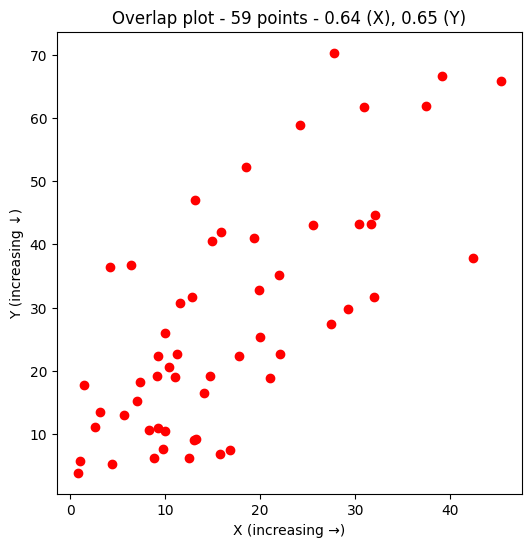 Overlap plot - 59 points - 0.64 (X), 0.65 (Y)
70
60
50
40
30
20
10
Y (increasing ↓)
0 10 20 30 40
X (increasing →)